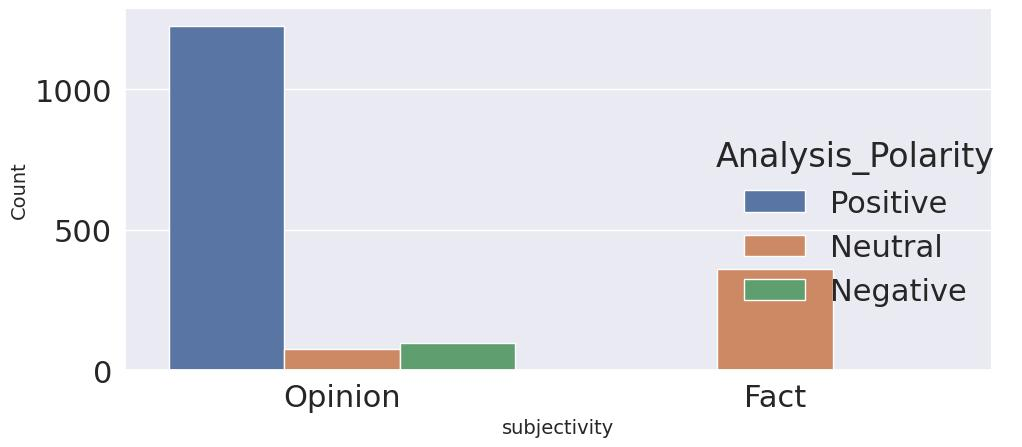 1000
500
0
Count
Analysis_Polarity
Positive
Neutral
Negative
Opinion
Fact
subjectivity